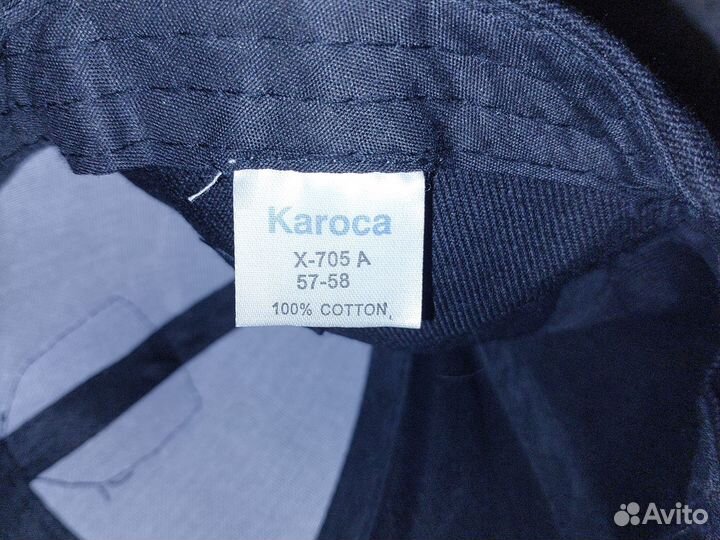 Karoca
X-705 A
57-58
100% COTTON
Avito